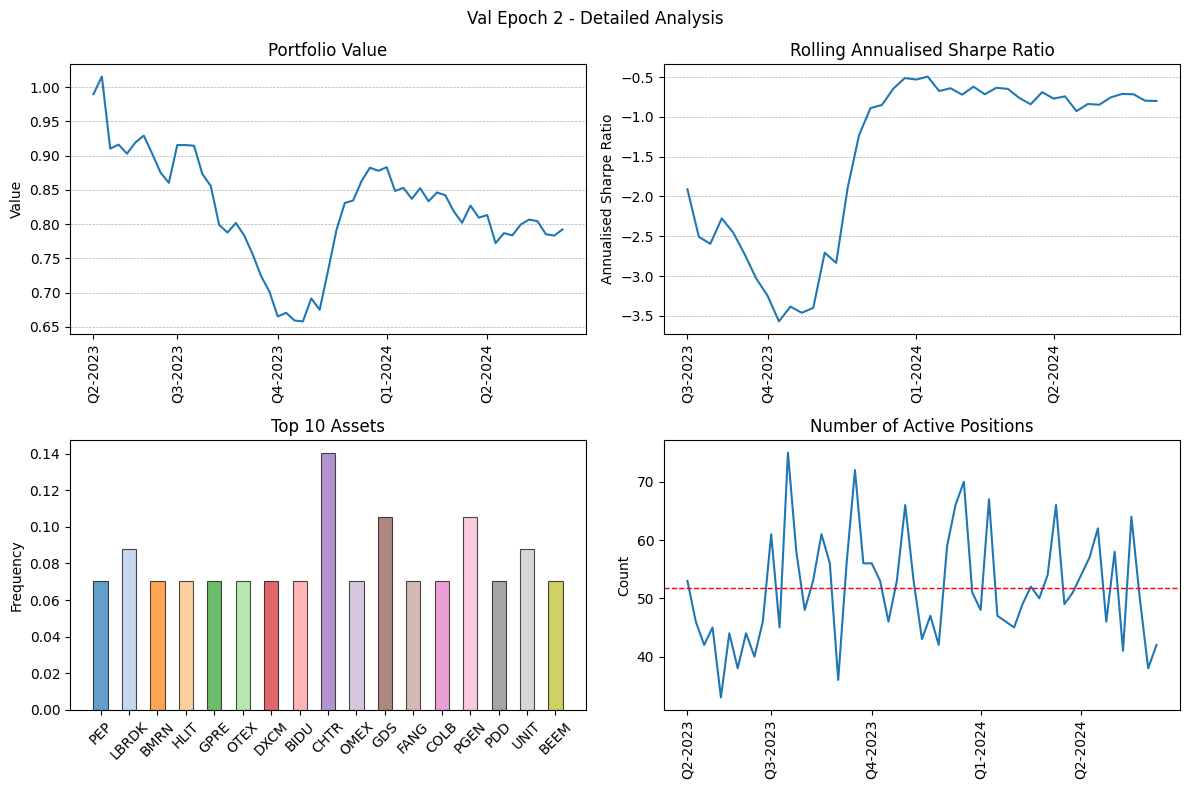 Val Epoch 2 - Detailed Analysis
Portfolio Value
Value
1.00
0.95
0.90
0.85
0.80
0.75
0.70
0.65
Q2-2023
Q3-2023
Q4-2023
Q1-2024
Q2-2024
Rolling Annualised Sharpe Ratio
Annualised Sharpe Ratio
−0.5
−1.0
−1.5
−2.0
−2.5
−3.0
−3.5
Q3-2023
Q4-2023
Q1-2024
Q2-2024
Top 10 Assets
Frequency
0.14
0.12
0.10
0.08
0.06
0.04
0.02
0.00
PEP
LBRDK
BMRN
HLIT
GPRE
OTEX
DXCM
BIDU
CHTR
OMEX
GDS
FANG
COLB
PGEN
PDD
UNIT
BEEM
Number of Active Positions
Count
70
60
50
40
Q2-2023
Q3-2023
Q4-2023
Q1-2024
Q2-2024